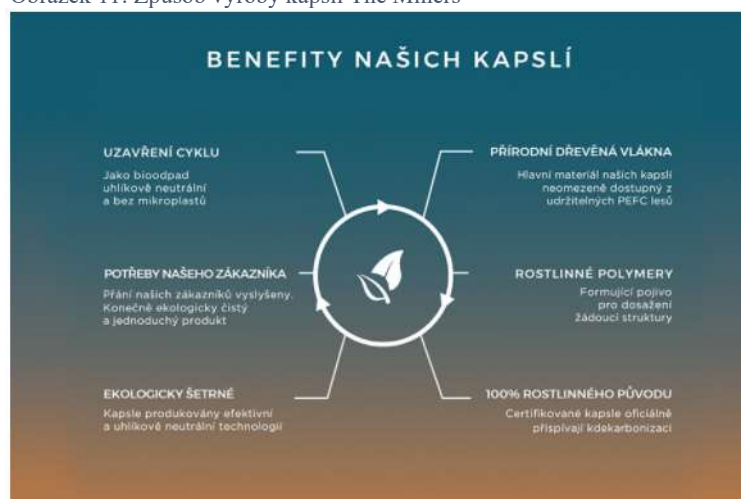 Obrázek 11: Způsob výroby kapslí The Miners
BENEFITY NAŠICH KAPSLÍ
UZAVŘENÍ CYKLU
Jako bioodpad
uhlíkově neutrální
a bez mikroplastů
PŘÍRODNÍ DŘEVĚNÁ VLÁKNA
Hlavní materiál našich kapslí
neomezeně dostupný z
udržitelných PEFC lesů
POTŘEBY NAŠEHO ZÁKAZNÍKA
Přání našich zákazníků vyslyšeny.
Konečně ekologicky čistý
a jednoduchý produkt
ROSTLINNÉ POLYMERY
Formující pojivo
pro dosažení
žádoucí struktury
EKOLOGICKY ŠETRNÉ
Kapsle produkovány efektivní
a uhlíkově neutrální technologií
100% ROSTLINNÉHO PŮVODU
Certifikované kapsle oficiálně
přispívají kdekarbonizaci